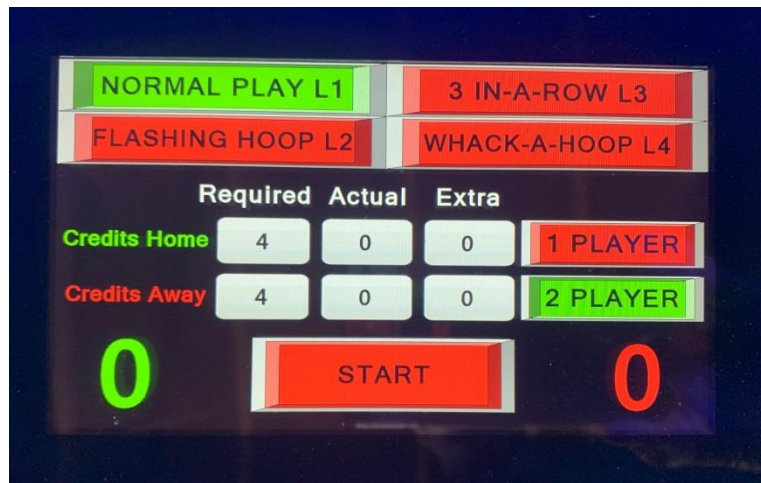 NORMAL PLAY L1 3 IN-A-ROW L3
FLASHING HOOP L2 WHACK-A-HOOP L4
Required Actual Extra
Credits Home 4 0 0 1 PLAYER
Credits Away 4 0 0 2 PLAYER
0 START 0